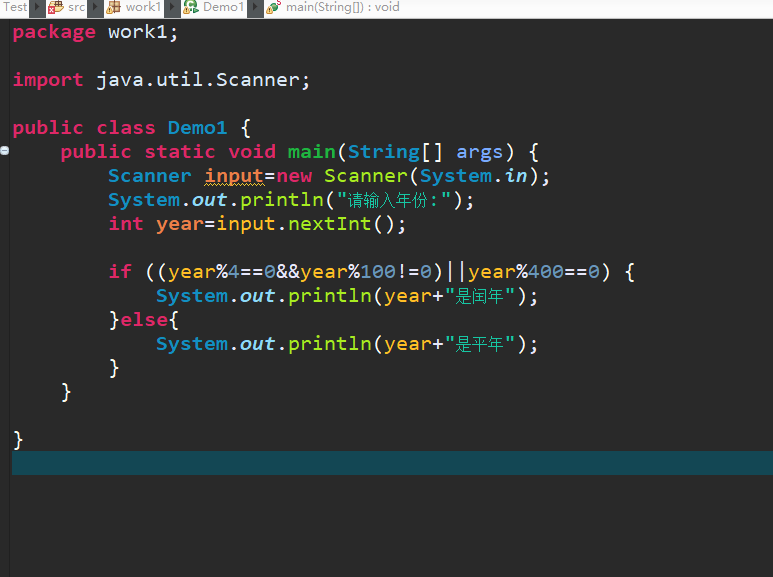 Test src work1 Demo1 main(String[]) : void
package work1;
import java.util.Scanner;
public class Demo1 {
public static void main(String[] args) {
Scanner input=new Scanner(System.in);
System.out.println("请输入年份:");
int year=input.nextInt();
if ((year%4==0&&year%100!=0)||year%400==0) {
System.out.println(year+"是闰年");
}else{
System.out.println(year+"是平年");
}
}
}